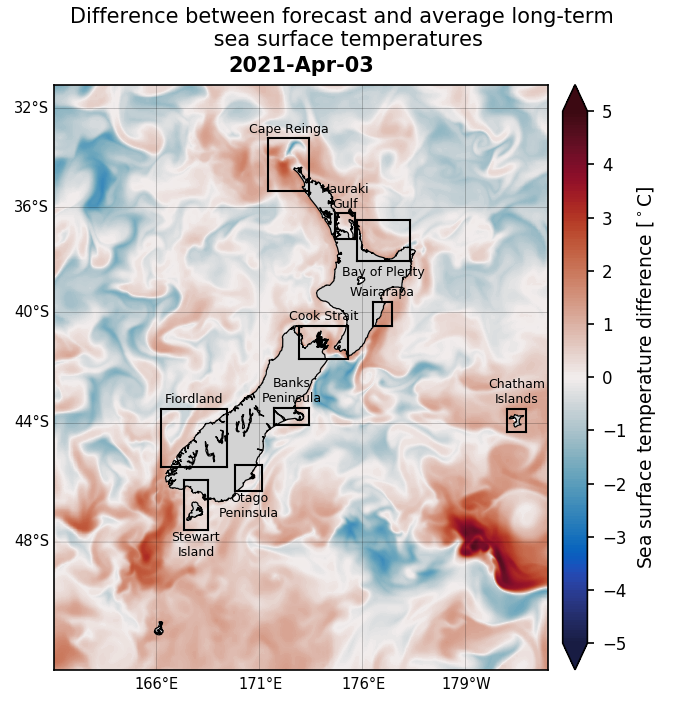 Difference between forecast and average long-term
sea surface temperatures
2021-Apr-03
32°S
36°S
40°S
44°S
48°S
166°E
171°E
176°E
179°W
Cape Reinga
Hauraki
Gulf
Bay of Plenty
Wairarapa
Cook Strait
Banks
Peninsula
Fiordland
Chatham
Islands
Otago
Peninsula
Stewart
Island
5
4
3
2
1
0
−1
−2
−3
−4
−5
Sea surface temperature difference [°C]